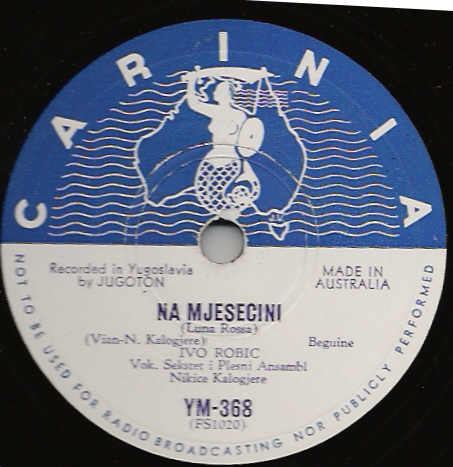 CARINIA
Recorded in Yugoslavia
by JUGOTON
MADE IN
AUSTRALIA
NA MJESECINI
(Luna Rossa)
(Vian-N. Kalogjere)
Beguine
IVO ROBIC
Vok. Sekstet i Plesni Ansambl
Nikice Kalogjere
YM-368
(FS1020)
NOT TO BE USED FOR RADIO BROADCASTING NOR PUBLICLY PERFORMED